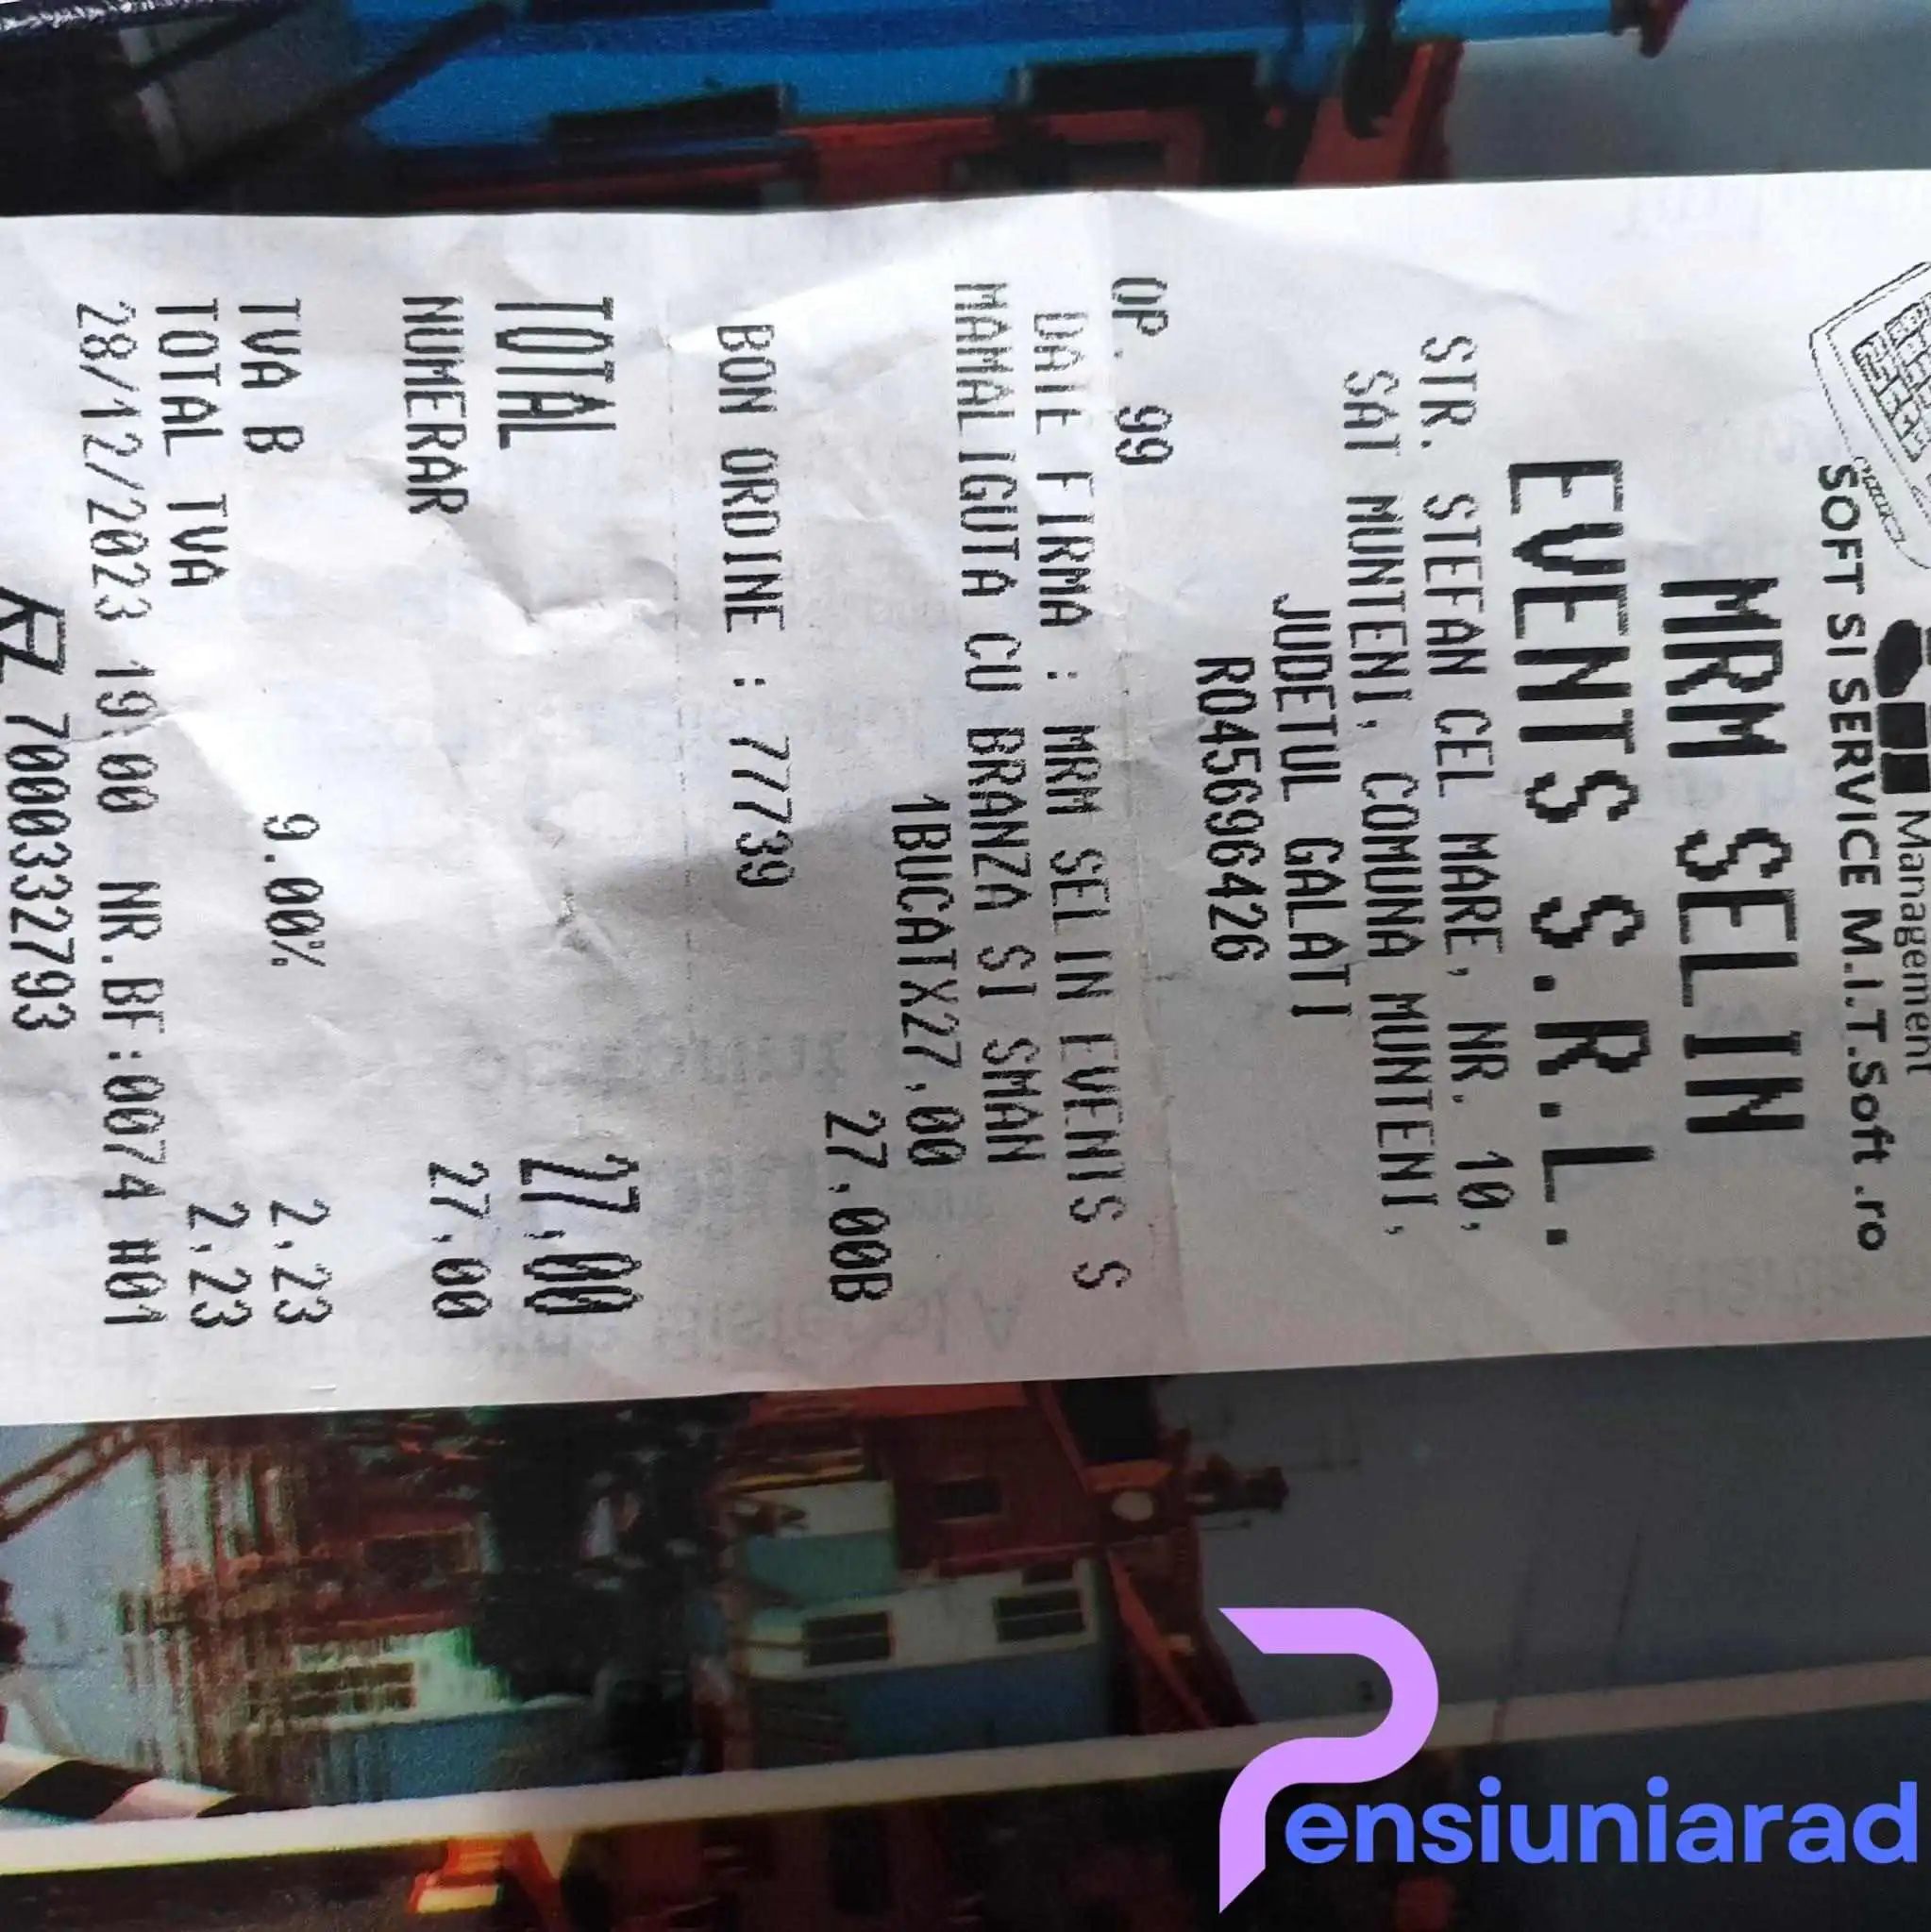 Management
SOFT SI SERVICE M.I.T.Soft.ro
MRM SELIN
EVENTS S.R.L.
STR. STEFAN CEL MARE, NR. 10,
SAT MUNTENI, COMUNA MUNTENI,
JUDETUL GALATI
RO45696426
OP. 99
DATE FIRMA : MRM SELIN EVENTS S
MAMALIGUTA CU BRANZA SI SMAN
1BUCATX27,00
27,00B
BON ORDINE : 77739
TOTAL 27,00
NUMERAR 27,00
TVA B 9.00% 2,23
TOTAL TVA 2,23
28/12/2023 19:00 NR.BF:0074 #01
7000332793
Pensiuniarad